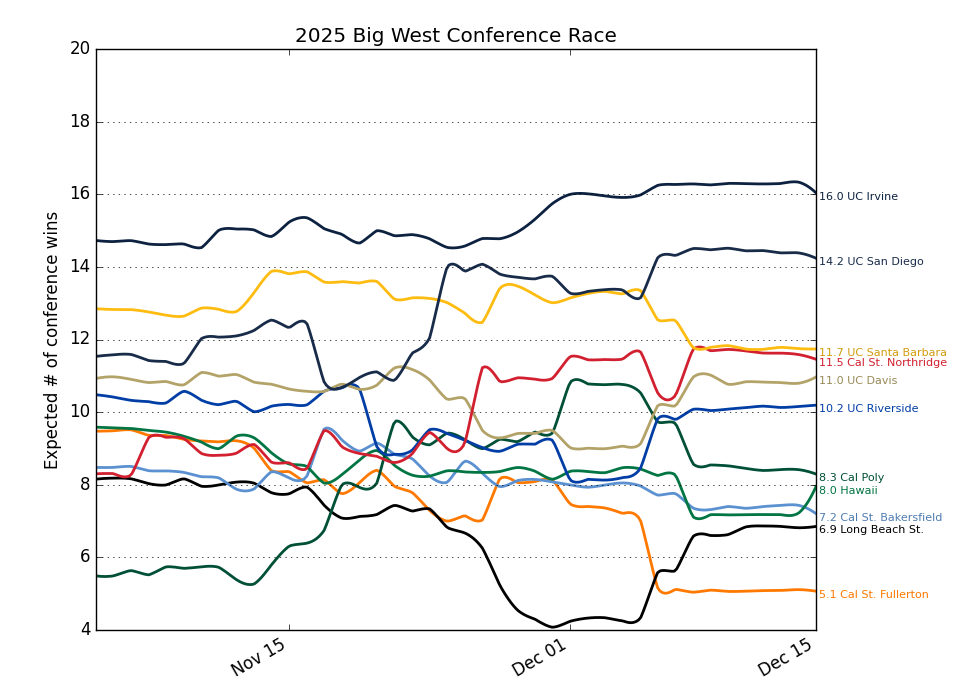 2025 Big West Conference Race
Expected # of conference wins
20
18
16
14
12
10
8
6
4
16.0 UC Irvine
14.2 UC San Diego
11.7 UC Santa Barbara
11.5 Cal St. Northridge
11.0 UC Davis
10.2 UC Riverside
8.3 Cal Poly
8.0 Hawaii
7.2 Cal St. Bakersfield
6.9 Long Beach St.
5.1 Cal St. Fullerton
Nov 15
Dec 01
Dec 15